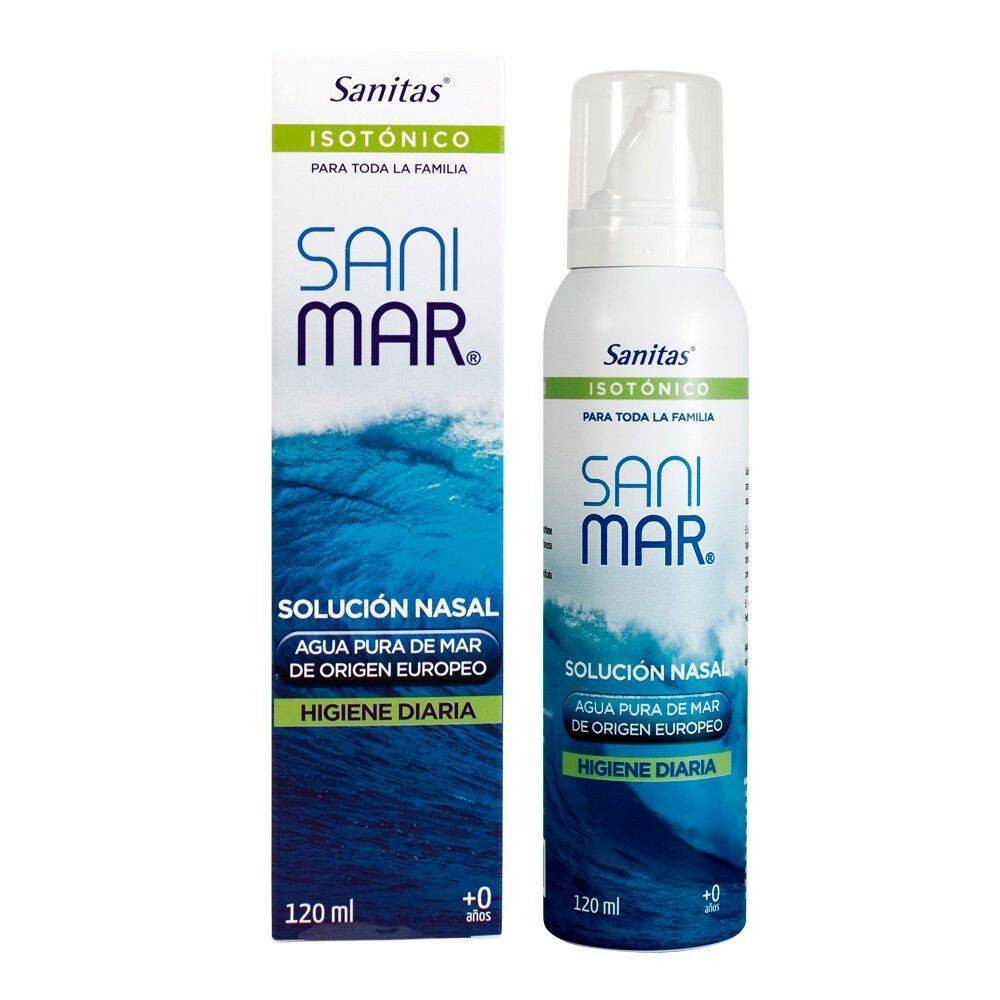 Sanitas®
ISOTÓNICO
PARA TODA LA FAMILIA
SANI
MAR®
SOLUCIÓN NASAL
AGUA PURA DE MAR
DE ORIGEN EUROPEO
HIGIENE DIARIA
120 ml
+0
años
Sanitas®
ISOTÓNICO
PARA TODA LA FAMILIA
SANI
MAR®
SOLUCIÓN NASAL
AGUA PURA DE MAR
DE ORIGEN EUROPEO
HIGIENE DIARIA
120 ml
+0
años